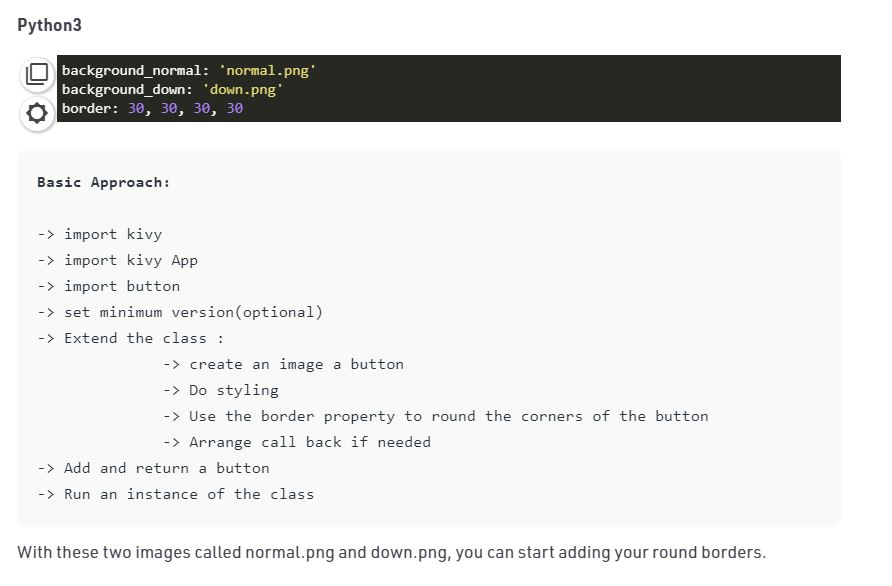 Python3
background_normal: 'normal.png'
background_down: 'down.png'
border: 30, 30, 30, 30
Basic Approach:
-> import kivy
-> import kivy App
-> import button
-> set minimum version(optional)
-> Extend the class :
-> create an image a button
-> Do styling
-> Use the border property to round the corners of the button
-> Arrange call back if needed
-> Add and return a button
-> Run an instance of the class
With these two images called normal.png and down.png, you can start adding your round borders.